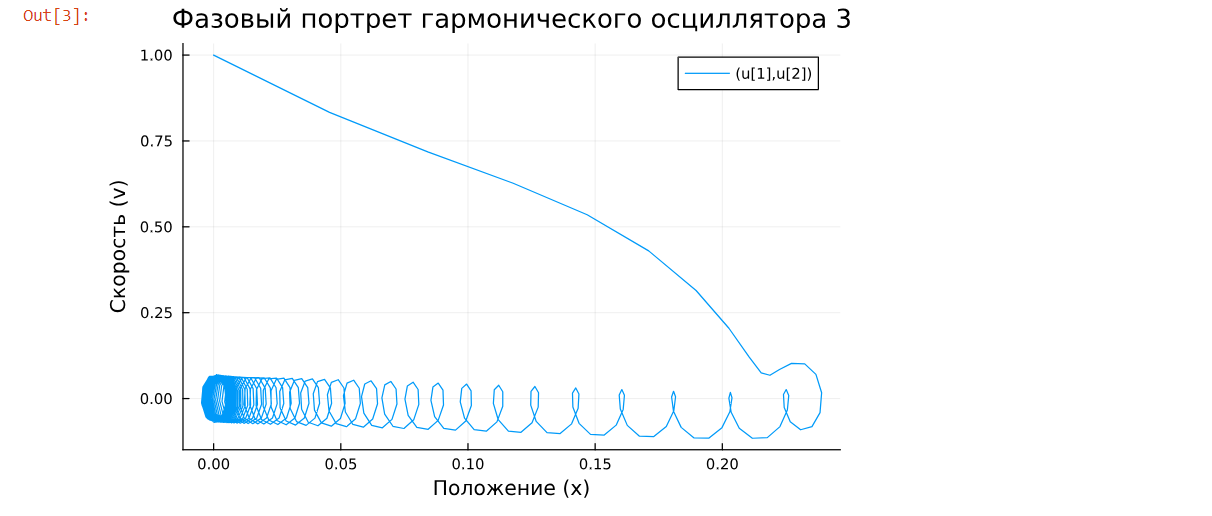 Out[3]:
Фазовый портрет гармонического осциллятора 3
(u[1],u[2])
Скорость (v)
1.00
0.75
0.50
0.25
0.00
0.00 0.05 0.10 0.15 0.20
Положение (x)